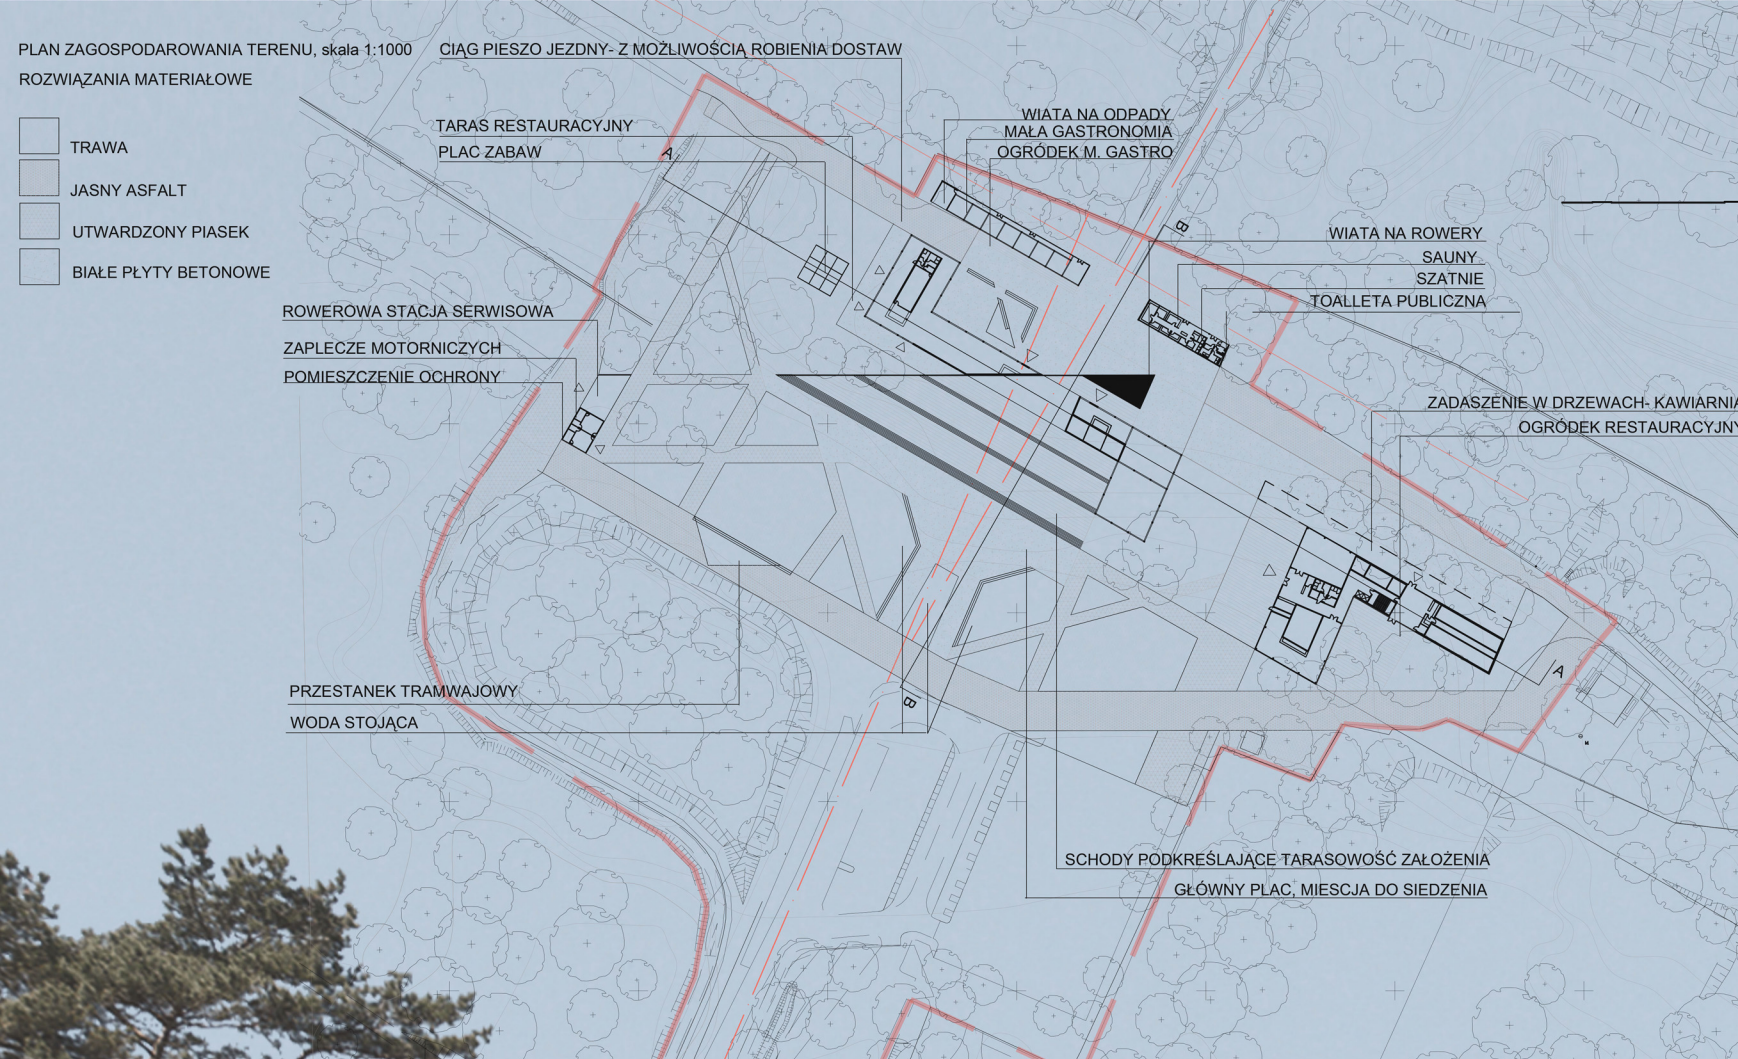 PLAN ZAGOSPODAROWANIA TERENU, skala 1:1000
ROZWIĄZANIA MATERIAŁOWE
TRAWA
JASNY ASFALT
UTWARDZONY PIASEK
BIAŁE PŁYTY BETONOWE
CIĄG PIESZO JEZDNY- Z MOŻLIWOŚCIĄ ROBIENIA DOSTAW
TARAS RESTAURACYJNY
PLAC ZABAW
WIATA NA ODPADY
MAŁA GASTRONOMIA
OGRÓDEK M. GASTRO
A
B
WIATA NA ROWERY
SAUNY
SZATNIE
TOALLETA PUBLICZNA
ROWEROWA STACJA SERWISOWA
ZAPLECZE MOTORNICZYCH
POMIESZCZENIE OCHRONY
ZADASZENIE W DRZEWACH- KAWIARNIA
OGRÓDEK RESTAURACYJNY
A
B
PRZESTANEK TRAMWAJOWY
WODA STOJĄCA
SCHODY PODKREŚLAJĄCE TARASOWOŚĆ ZAŁOŻENIA
GŁÓWNY PLAC, MIESCJA DO SIEDZENIA